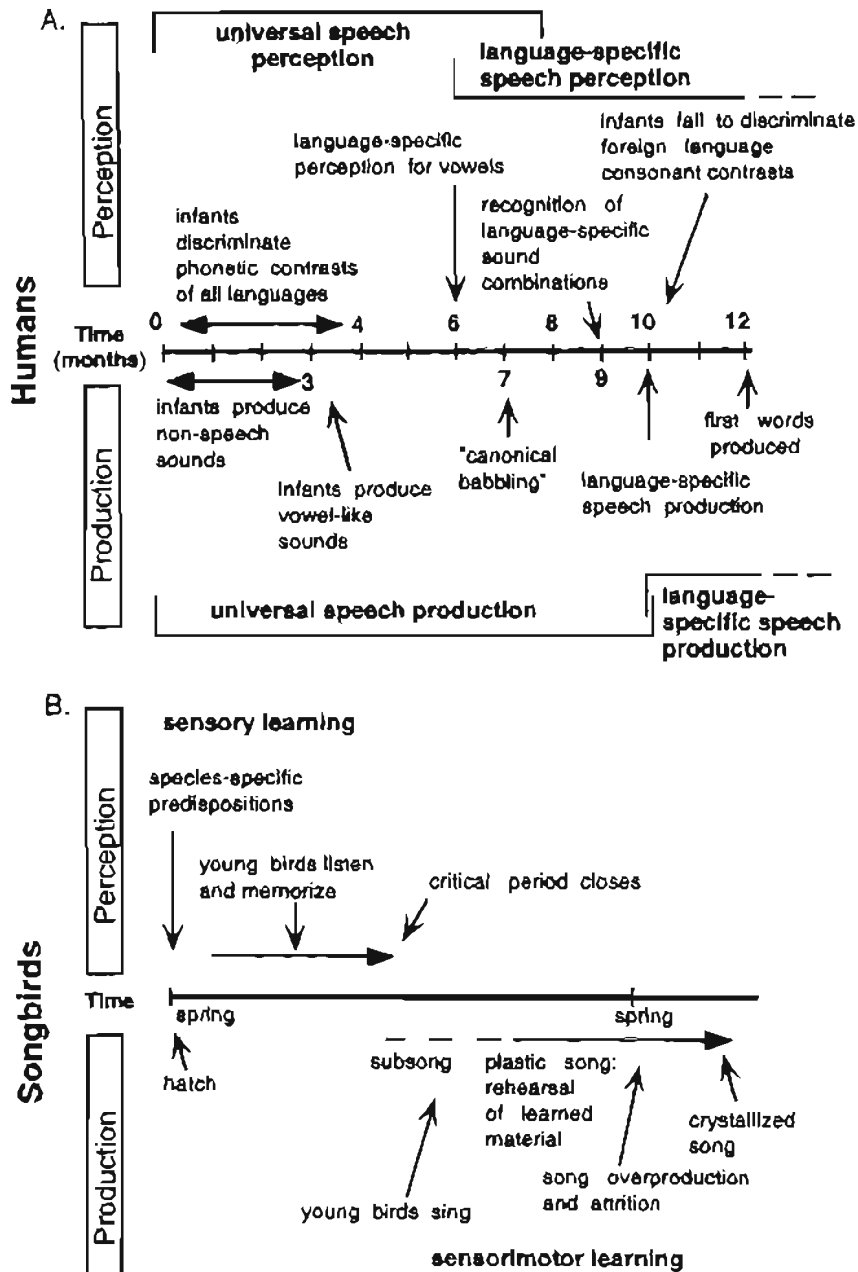 A.
universal speech
perception
language-specific
speech perception
language-specific
perception for vowels
infants fail to discriminate
foreign language
consonant contrasts
infants
discriminate
phonetic contrasts
of all languages
recognition of
language-specific
sound
combinations
Perception
Humans
Time
(months)
0 4 6 8 10 12
3 7 9
infants produce
non-speech
sounds
infants produce
vowel-like
sounds
"canonical
babbling"
language-specific
speech production
first words
produced
Production
universal speech production
language-
specific speech
production
B.
sensory learning
species-specific
predispositions
young birds listen
and memorize
critical period closes
Perception
Songbirds
Time
spring
spring
hatch
subsong
plastic song:
rehearsal
of learned
material
crystallized
song
song overproduction
and attrition
young birds sing
Production
sensorimotor learning